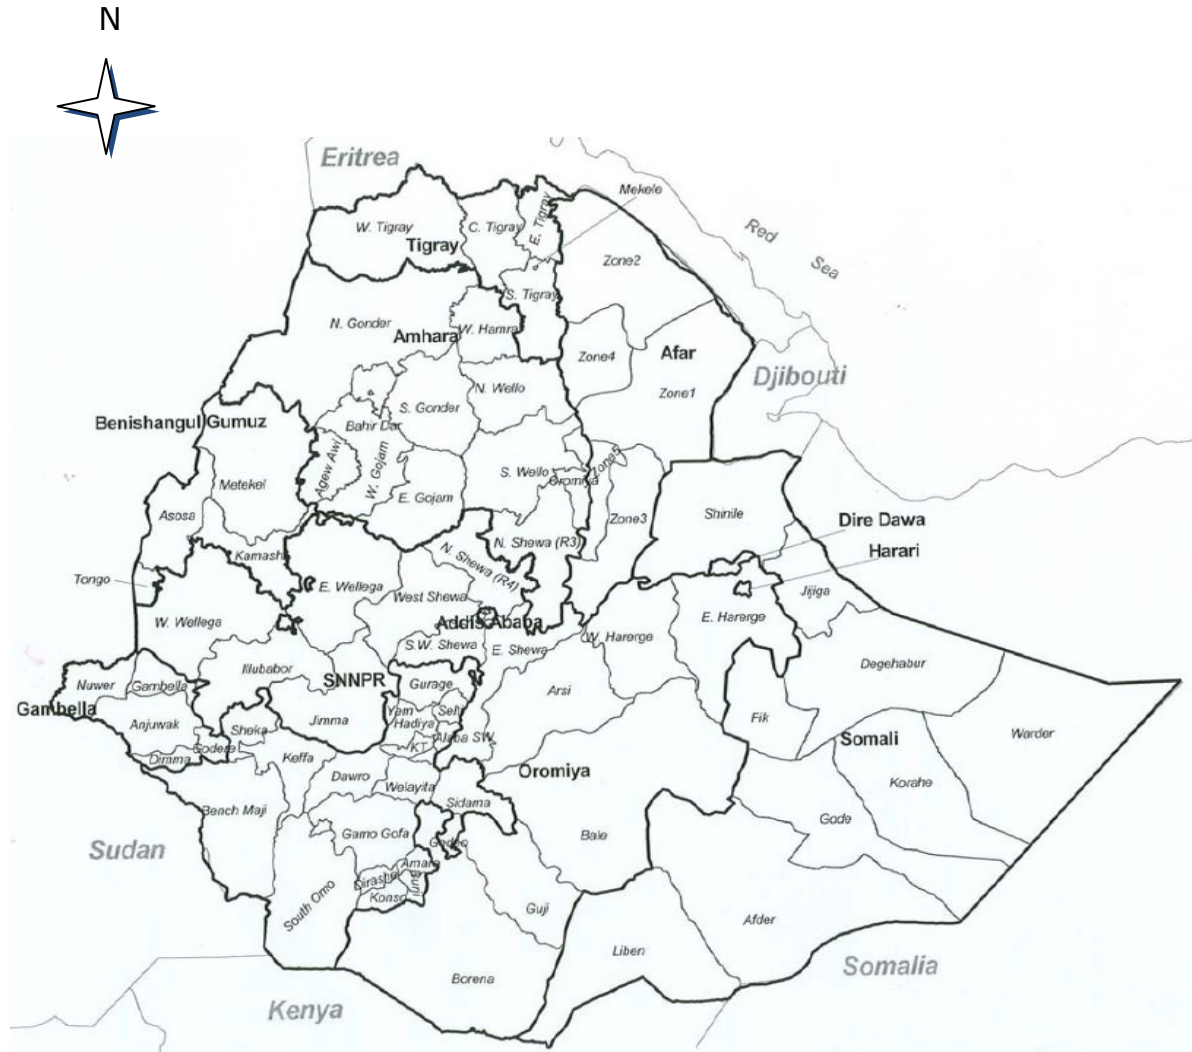 N
Eritrea
Mekele
W. Tigray
C. Tigray
E. Tigray
Tigray
Red
Sea
Zone2
S. Tigray
N. Gonder
W. Hamra
Amhara
Zone4
Afar
Djibouti
Zone1
N. Wello
S. Gonder
Benishangul Gumuz
Bahir Dar
Agew Awi
W. Gojam
S. Wello
Zone5
Oromiya
Metekel
E. Gojam
Asosa
Zone3
Shinile
Dire Dawa
N. Shewa (R3)
Harari
Kamashi
N. Shewa (R4)
Tongo
E. Wellega
West Shewa
Jijiga
W. Wellega
Addis Ababa
E. Harerge
W. Harerge
S.W. Shewa
E. Shewa
Illubabor
Degehabur
SNNPR
Gurage
Nuwer
Gambella
Arsi
Gambella
Yem
Selti
Anjuwak
Sheka
Jimma
Hadiya
Fik
Alaba SW
Warder
Godere
KT
Somali
Dimma
Keffa
Dawro
Oromiya
Welayita
Korahe
Bench Maji
Sidama
Gode
Gamo Gofa
Bale
Gedeo
Sudan
Amaro
Dirashe
Burji
Konso
South Omo
Guji
Afder
Liben
Somalia
Borena
Kenya